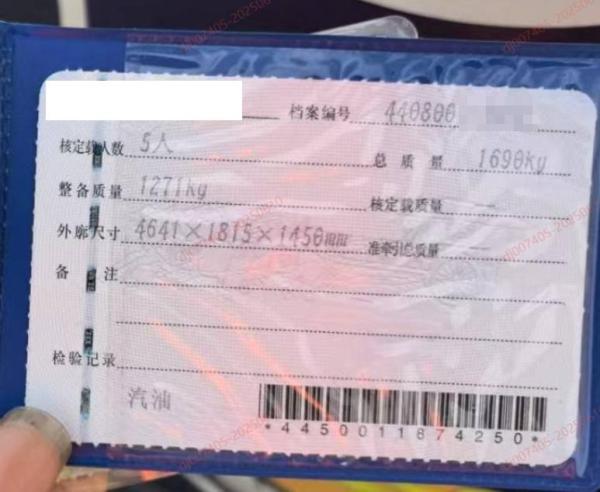 档案编号 440800
核定载人数 5人 总质量 1690kg
整备质量 1271kg 核定载质量 —
外廓尺寸 4641×1815×1450mm 准牵引总质量 —
备注
检验记录
汽油
*4450011874250*